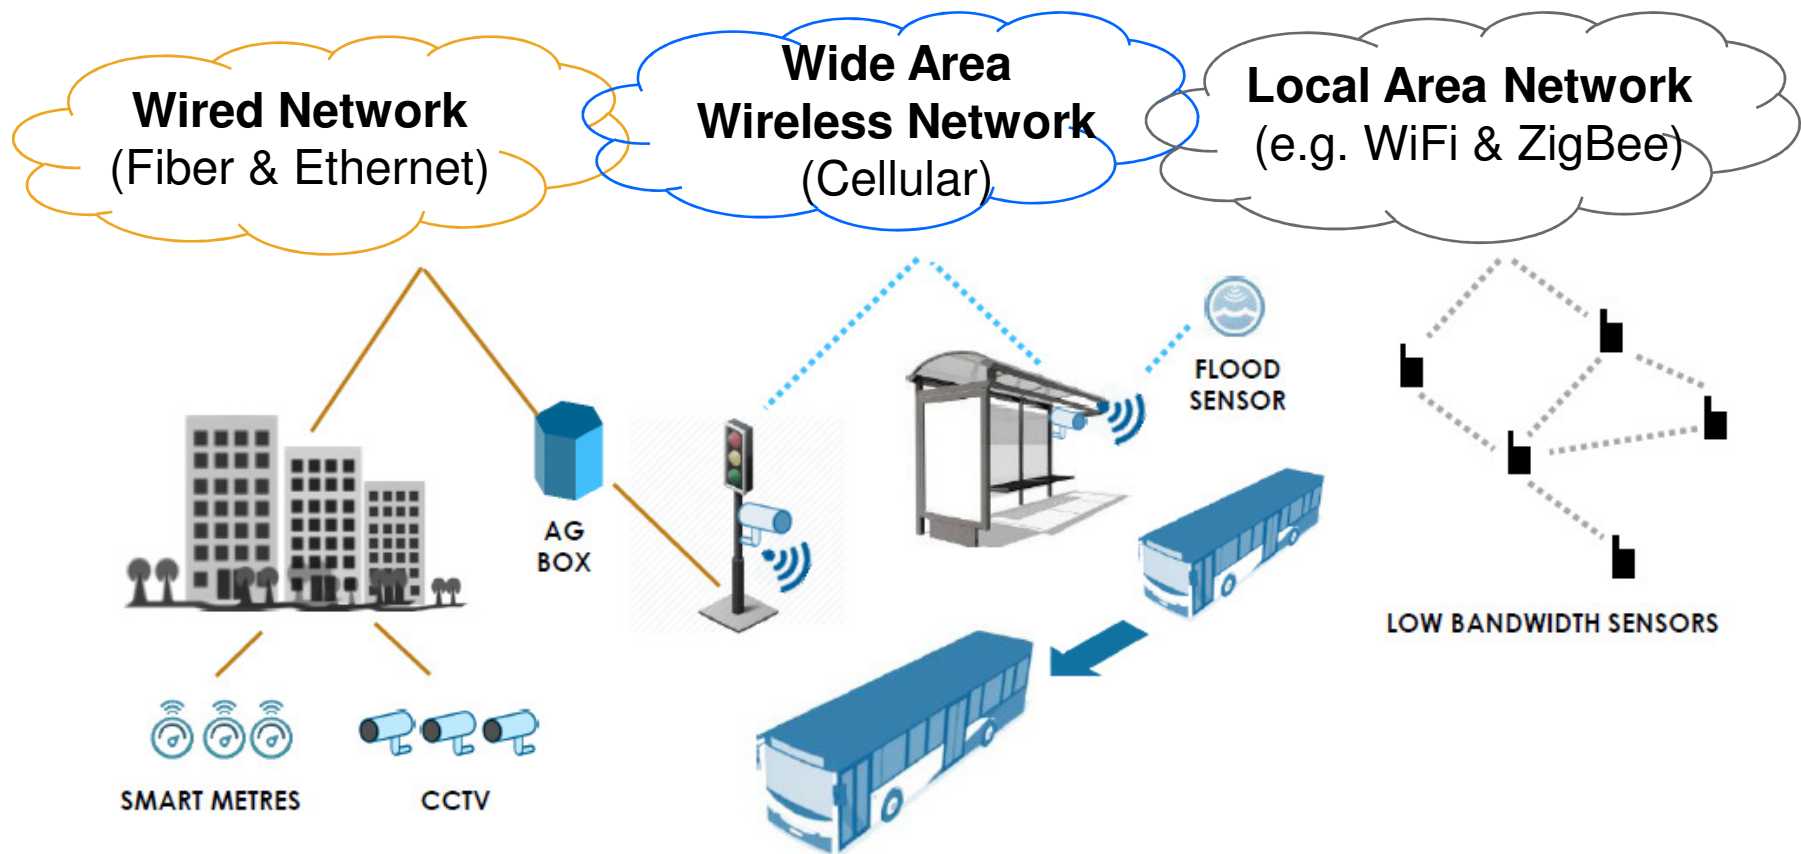 Wired Network
(Fiber & Ethernet)
Wide Area
Wireless Network
(Cellular)
Local Area Network
(e.g. WiFi & ZigBee)
FLOOD
SENSOR
AG
BOX
LOW BANDWIDTH SENSORS
SMART METRES
CCTV